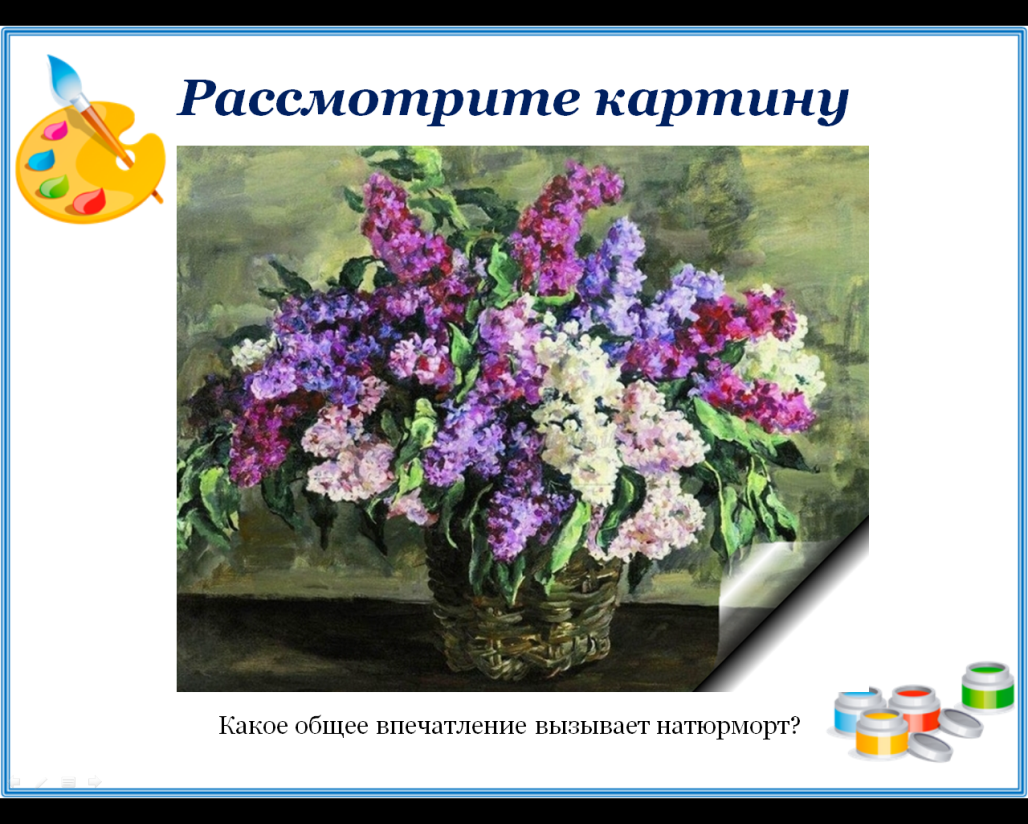 Рассмотрите картину
Какое общее впечатление вызывает натюрморт?